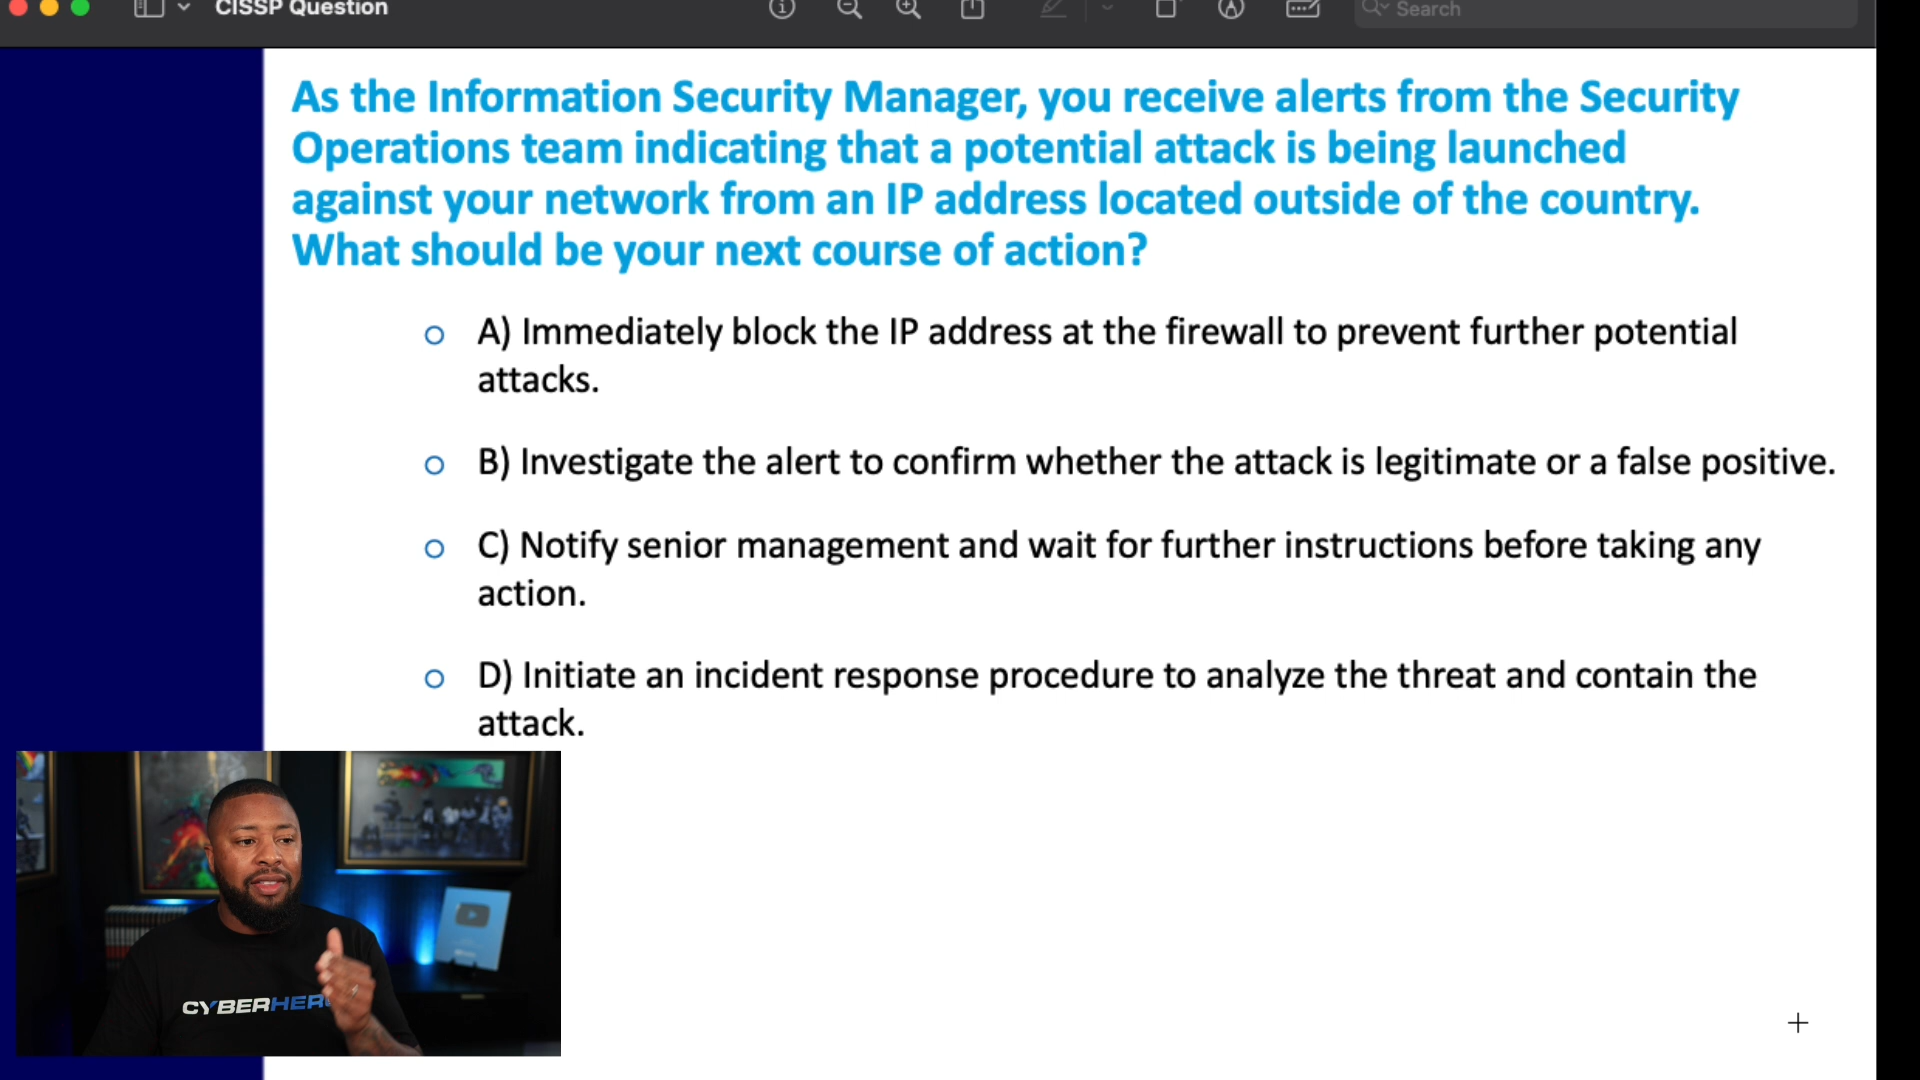 CISSP Question
Search
As the Information Security Manager, you receive alerts from the Security
Operations team indicating that a potential attack is being launched
against your network from an IP address located outside of the country.
What should be your next course of action?
A) Immediately block the IP address at the firewall to prevent further potential
attacks.
B) Investigate the alert to confirm whether the attack is legitimate or a false positive.
C) Notify senior management and wait for further instructions before taking any
action.
D) Initiate an incident response procedure to analyze the threat and contain the
attack.
CYBERHERO